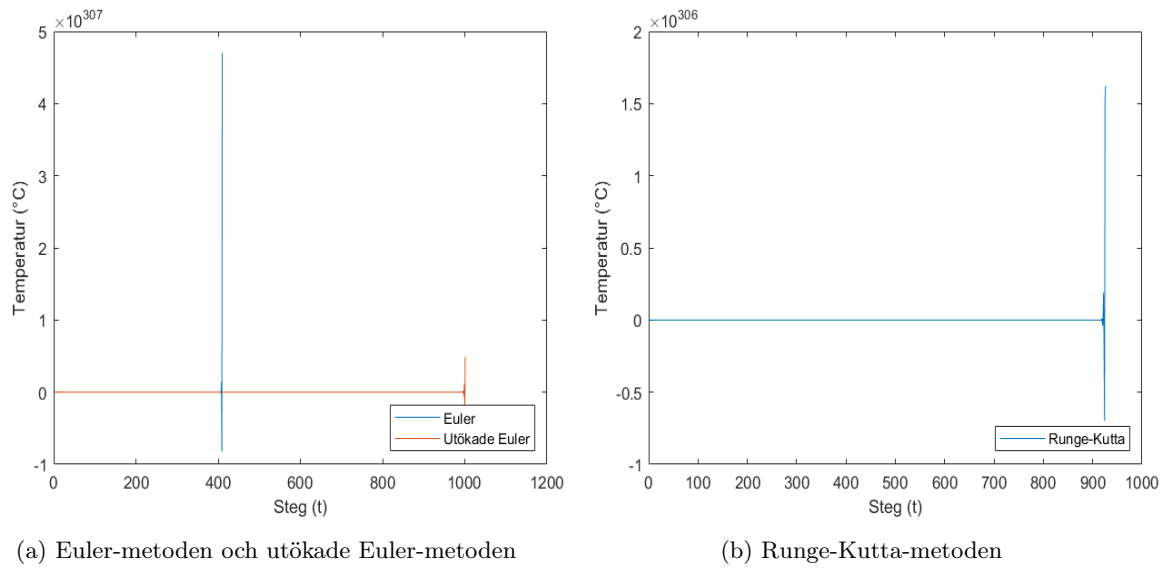 ×10^307
5
4
3
2
1
0
-1
Temperatur (°C)
0 200 400 600 800 1000 1200
Steg (t)
Euler
Utökade Euler
(a) Euler-metoden och utökade Euler-metoden
×10^306
2
1.5
1
0.5
0
-0.5
-1
Temperatur (°C)
0 100 200 300 400 500 600 700 800 900 1000
Steg (t)
Runge-Kutta
(b) Runge-Kutta-metoden